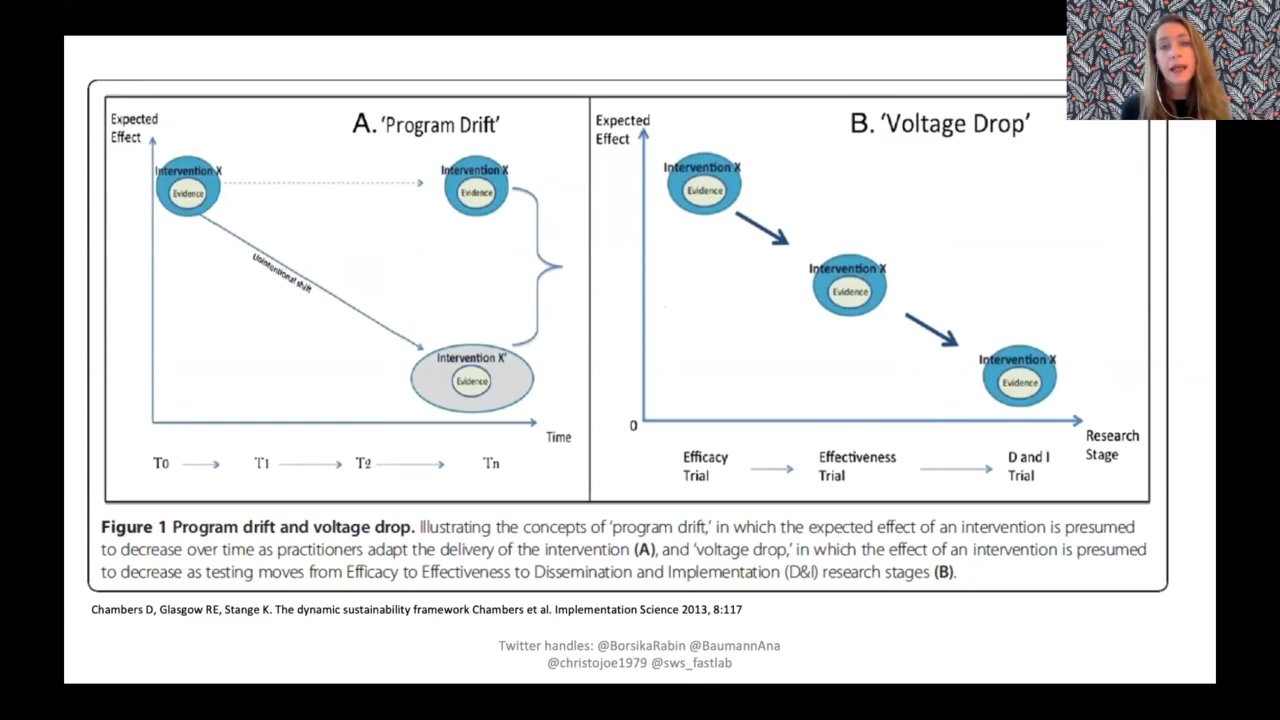 Expected
Effect
A. 'Program Drift'
Intervention X
Evidence
Intervention X
Evidence
Unintentional shift
Intervention X'
Evidence
Time
T0
T1
T2
Tn
Expected
Effect
B. 'Voltage Drop'
Intervention X
Evidence
Intervention X
Evidence
Intervention X
Evidence
0
Research
Stage
Efficacy
Trial
Effectiveness
Trial
D and I
Trial
Figure 1 Program drift and voltage drop. Illustrating the concepts of 'program drift,' in which the expected effect of an intervention is presumed
to decrease over time as practitioners adapt the delivery of the intervention (A), and 'voltage drop,' in which the effect of an intervention is presumed
to decrease as testing moves from Efficacy to Effectiveness to Dissemination and Implementation (D&I) research stages (B).
Chambers D, Glasgow RE, Stange K. The dynamic sustainability framework Chambers et al. Implementation Science 2013, 8:117
Twitter handles: @BorsikaRabin @BaumannAna
@christojoe1979 @sws_fastlab